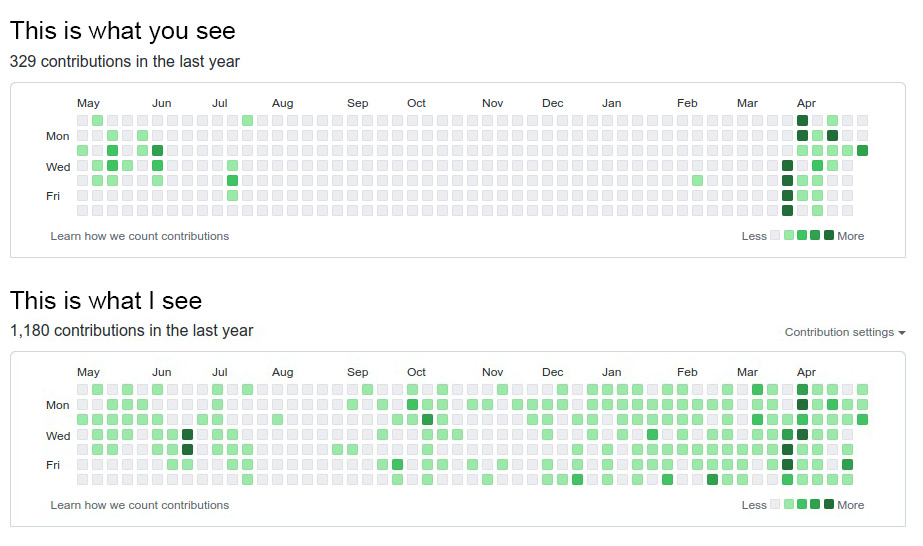 This is what you see
329 contributions in the last year
May Jun Jul Aug Sep Oct Nov Dec Jan Feb Mar Apr
Mon
Wed
Fri
Learn how we count contributions Less More
This is what I see
1,180 contributions in the last year Contribution settings
May Jun Jul Aug Sep Oct Nov Dec Jan Feb Mar Apr
Mon
Wed
Fri
Learn how we count contributions Less More